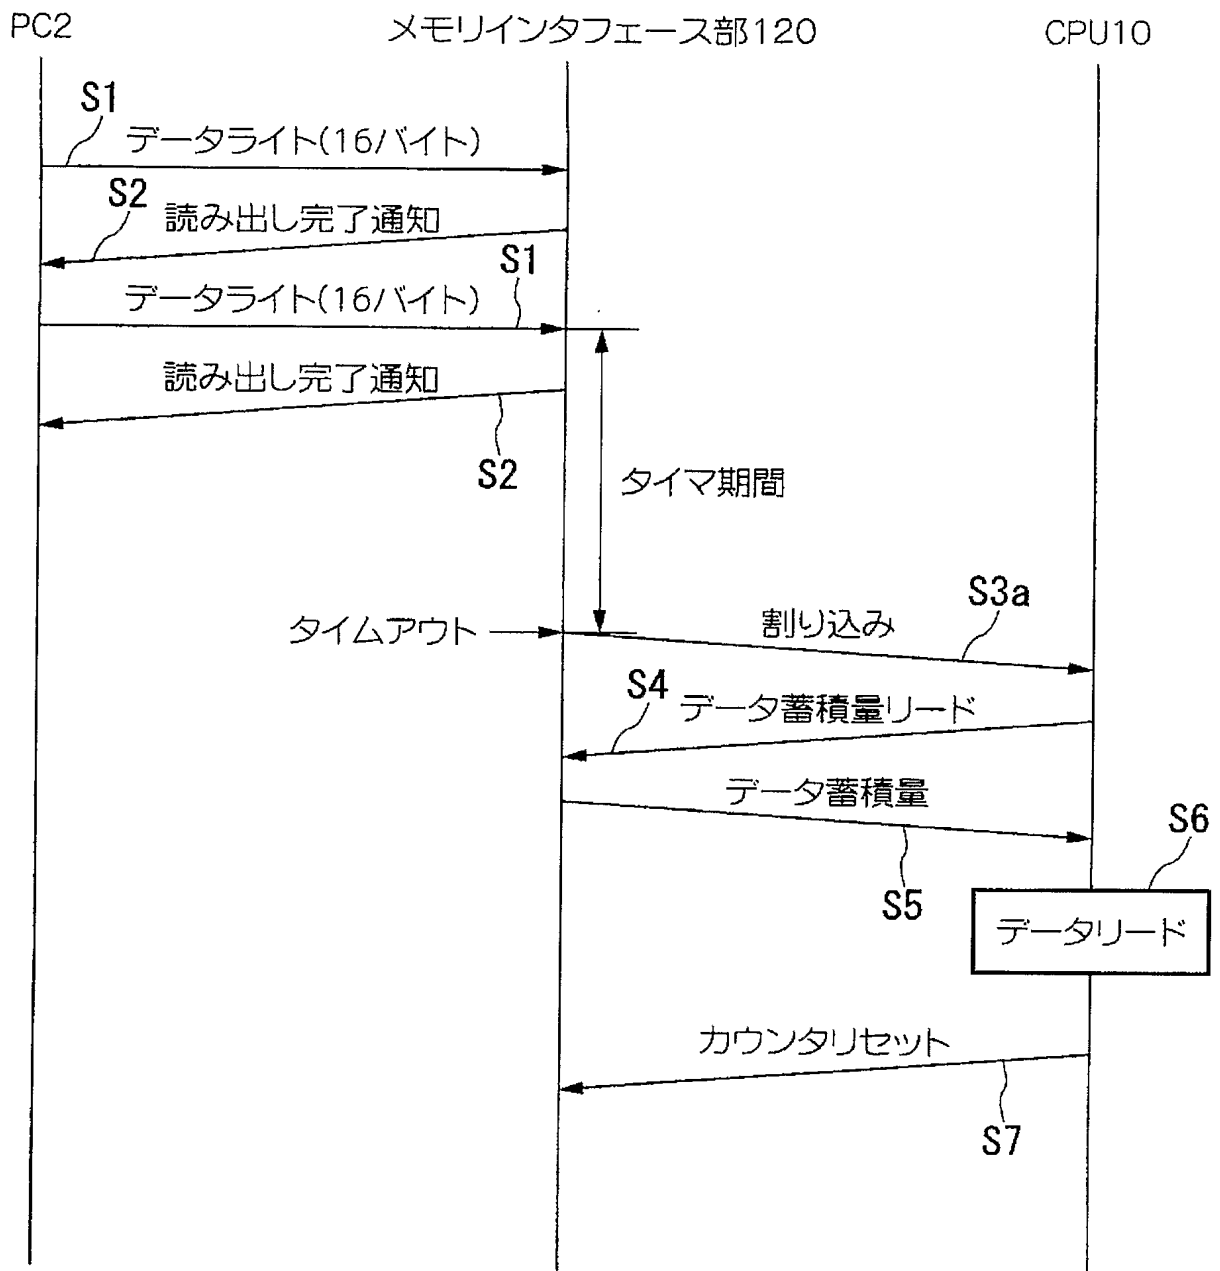 PC2
メモリインタフェース部120
CPU10
S1
データライト(16バイト)
S2
読み出し完了通知
S1
データライト(16バイト)
読み出し完了通知
S2
タイマ期間
S3a
タイムアウト
割り込み
S4
データ蓄積量リード
データ蓄積量
S5
S6
データリード
カウンタリセット
S7